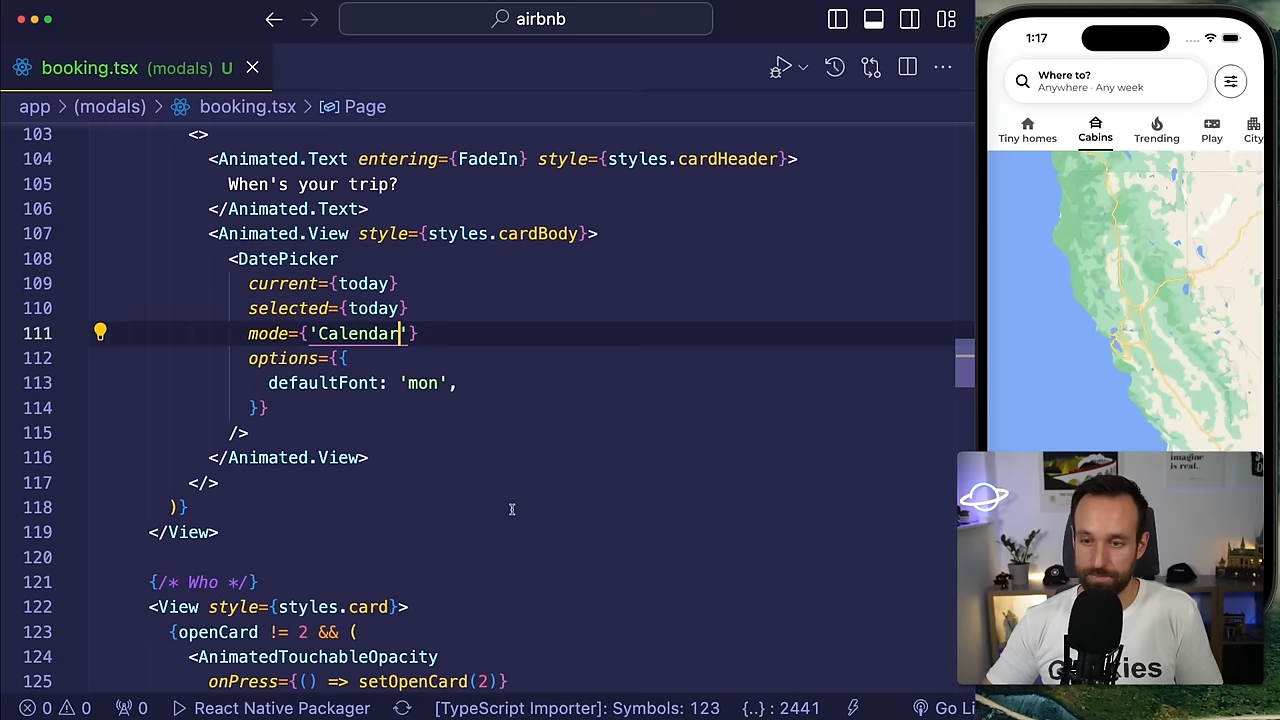 airbnb
booking.tsx (modals) U
app > (modals) > booking.tsx > Page
103 <>
104 <Animated.Text entering={FadeIn} style={styles.cardHeader}>
105 When's your trip?
106 </Animated.Text>
107 <Animated.View style={styles.cardBody}>
108 <DatePicker
109 current={today}
110 selected={today}
111 mode={'Calendar'}
112 options={{
113 defaultFont: 'mon',
114 }}
115 />
116 </Animated.View>
117 </>
118 )}
119 </View>
120
121 {/* Who */}
122 <View style={styles.card}>
123 {openCard != 2 && (
124 <AnimatedTouchableOpacity
125 onPress={() => setOpenCard(2)}
0 0 0 React Native Packager [TypeScript Importer]: Symbols: 123 {..} : 2441 Go Li
1:17
Where to?
Anywhere · Any week
Tiny homes Cabins Trending Play City
imagine
is real.